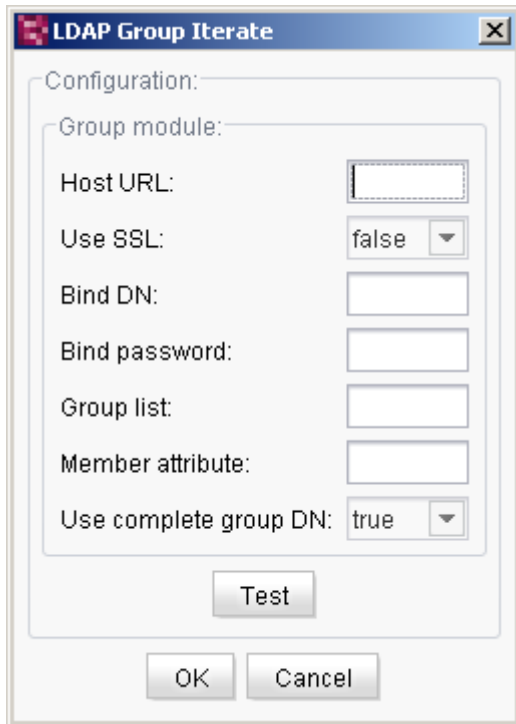 LDAP Group Iterate
Configuration:
Group module:
Host URL:
Use SSL: false
Bind DN:
Bind password:
Group list:
Member attribute:
Use complete group DN: true
Test
OK Cancel